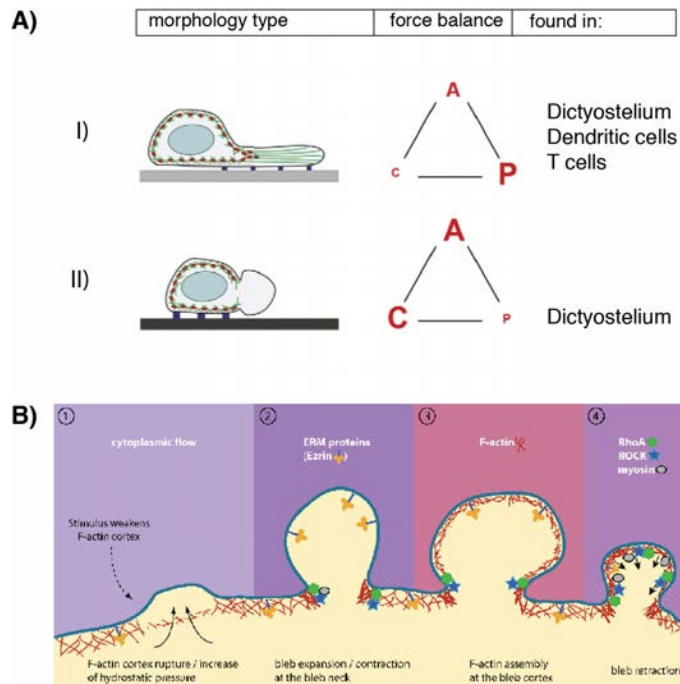 A)
morphology type force balance found in:
I)
A
C P
Dictyostelium
Dendritic cells
T cells
II)
A
C P
Dictyostelium
B)
1 2 3 4
cytoplasmic flow
Stimulus weakens
F-actin cortex
F-actin cortex rupture / increase
of hydrostatic pressure
ERM proteins
(Ezrin )
bleb expansion / contraction
at the bleb neck
F-actin
F-actin assembly
at the bleb cortex
RhoA
ROCK
myosin
bleb retraction